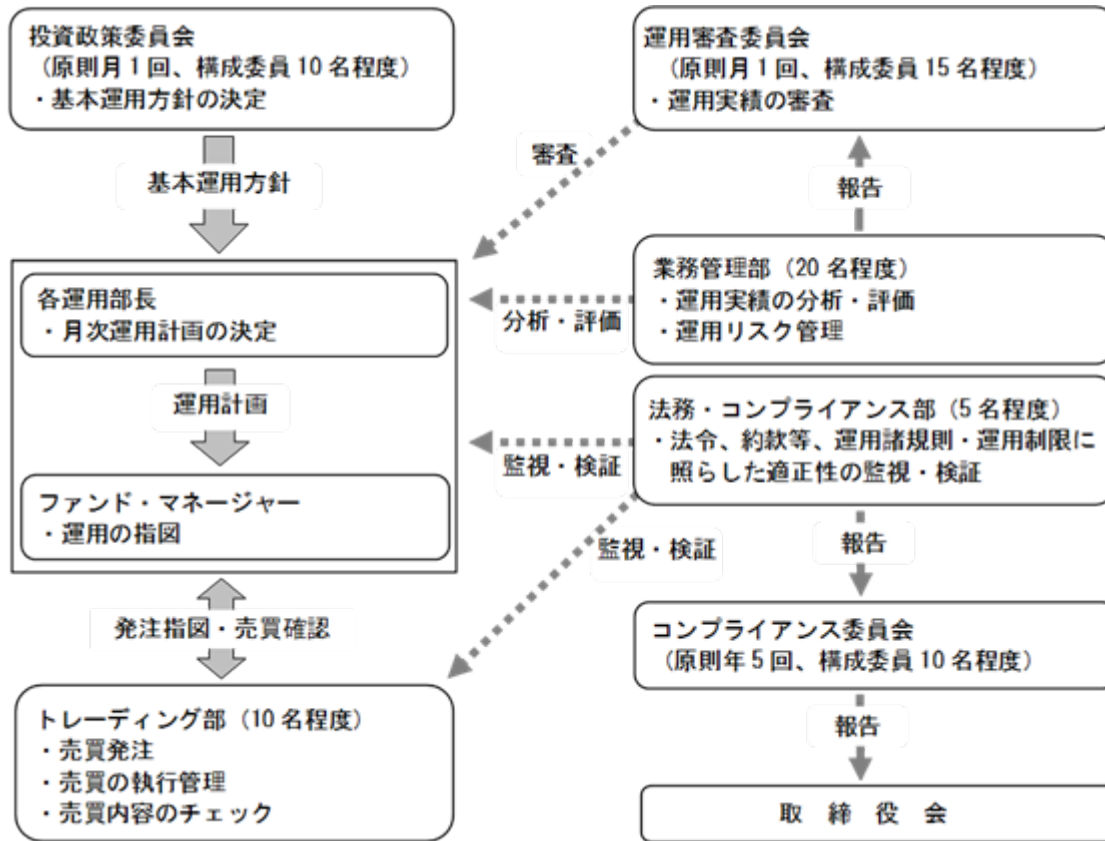 投資政策委員会
(原則月1回、構成委員10名程度)
・基本運用方針の決定
基本運用方針
各運用部長
・月次運用計画の決定
運用計画
ファンド・マネージャー
・運用の指図
発注指図・売買確認
トレーディング部(10名程度)
・売買発注
・売買の執行管理
・売買内容のチェック
運用審査委員会
(原則月1回、構成委員15名程度)
・運用実績の審査
審査
報告
業務管理部(20名程度)
・運用実績の分析・評価
・運用リスク管理
分析・評価
法務・コンプライアンス部(5名程度)
・法令、約款等、運用諸規則・運用制限に
照らした適正性の監視・検証
監視・検証
監視・検証
報告
コンプライアンス委員会
(原則年5回、構成委員10名程度)
報告
取 締 役 会